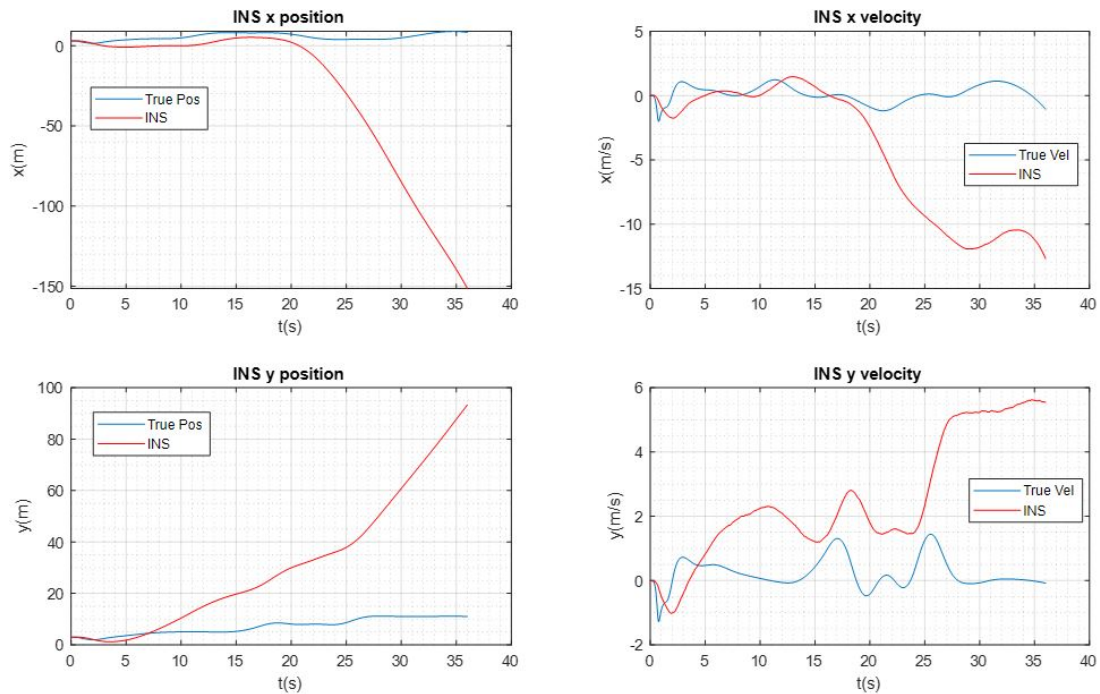 INS x position
0
-50
-100
-150
x(m)
True Pos
INS
0 5 10 15 20 25 30 35 40
t(s)
INS x velocity
5
0
-5
-10
-15
x(m/s)
True Vel
INS
0 5 10 15 20 25 30 35 40
t(s)
INS y position
100
80
60
40
20
0
y(m)
True Pos
INS
0 5 10 15 20 25 30 35 40
t(s)
INS y velocity
6
4
2
0
-2
y(m/s)
True Vel
INS
0 5 10 15 20 25 30 35 40
t(s)